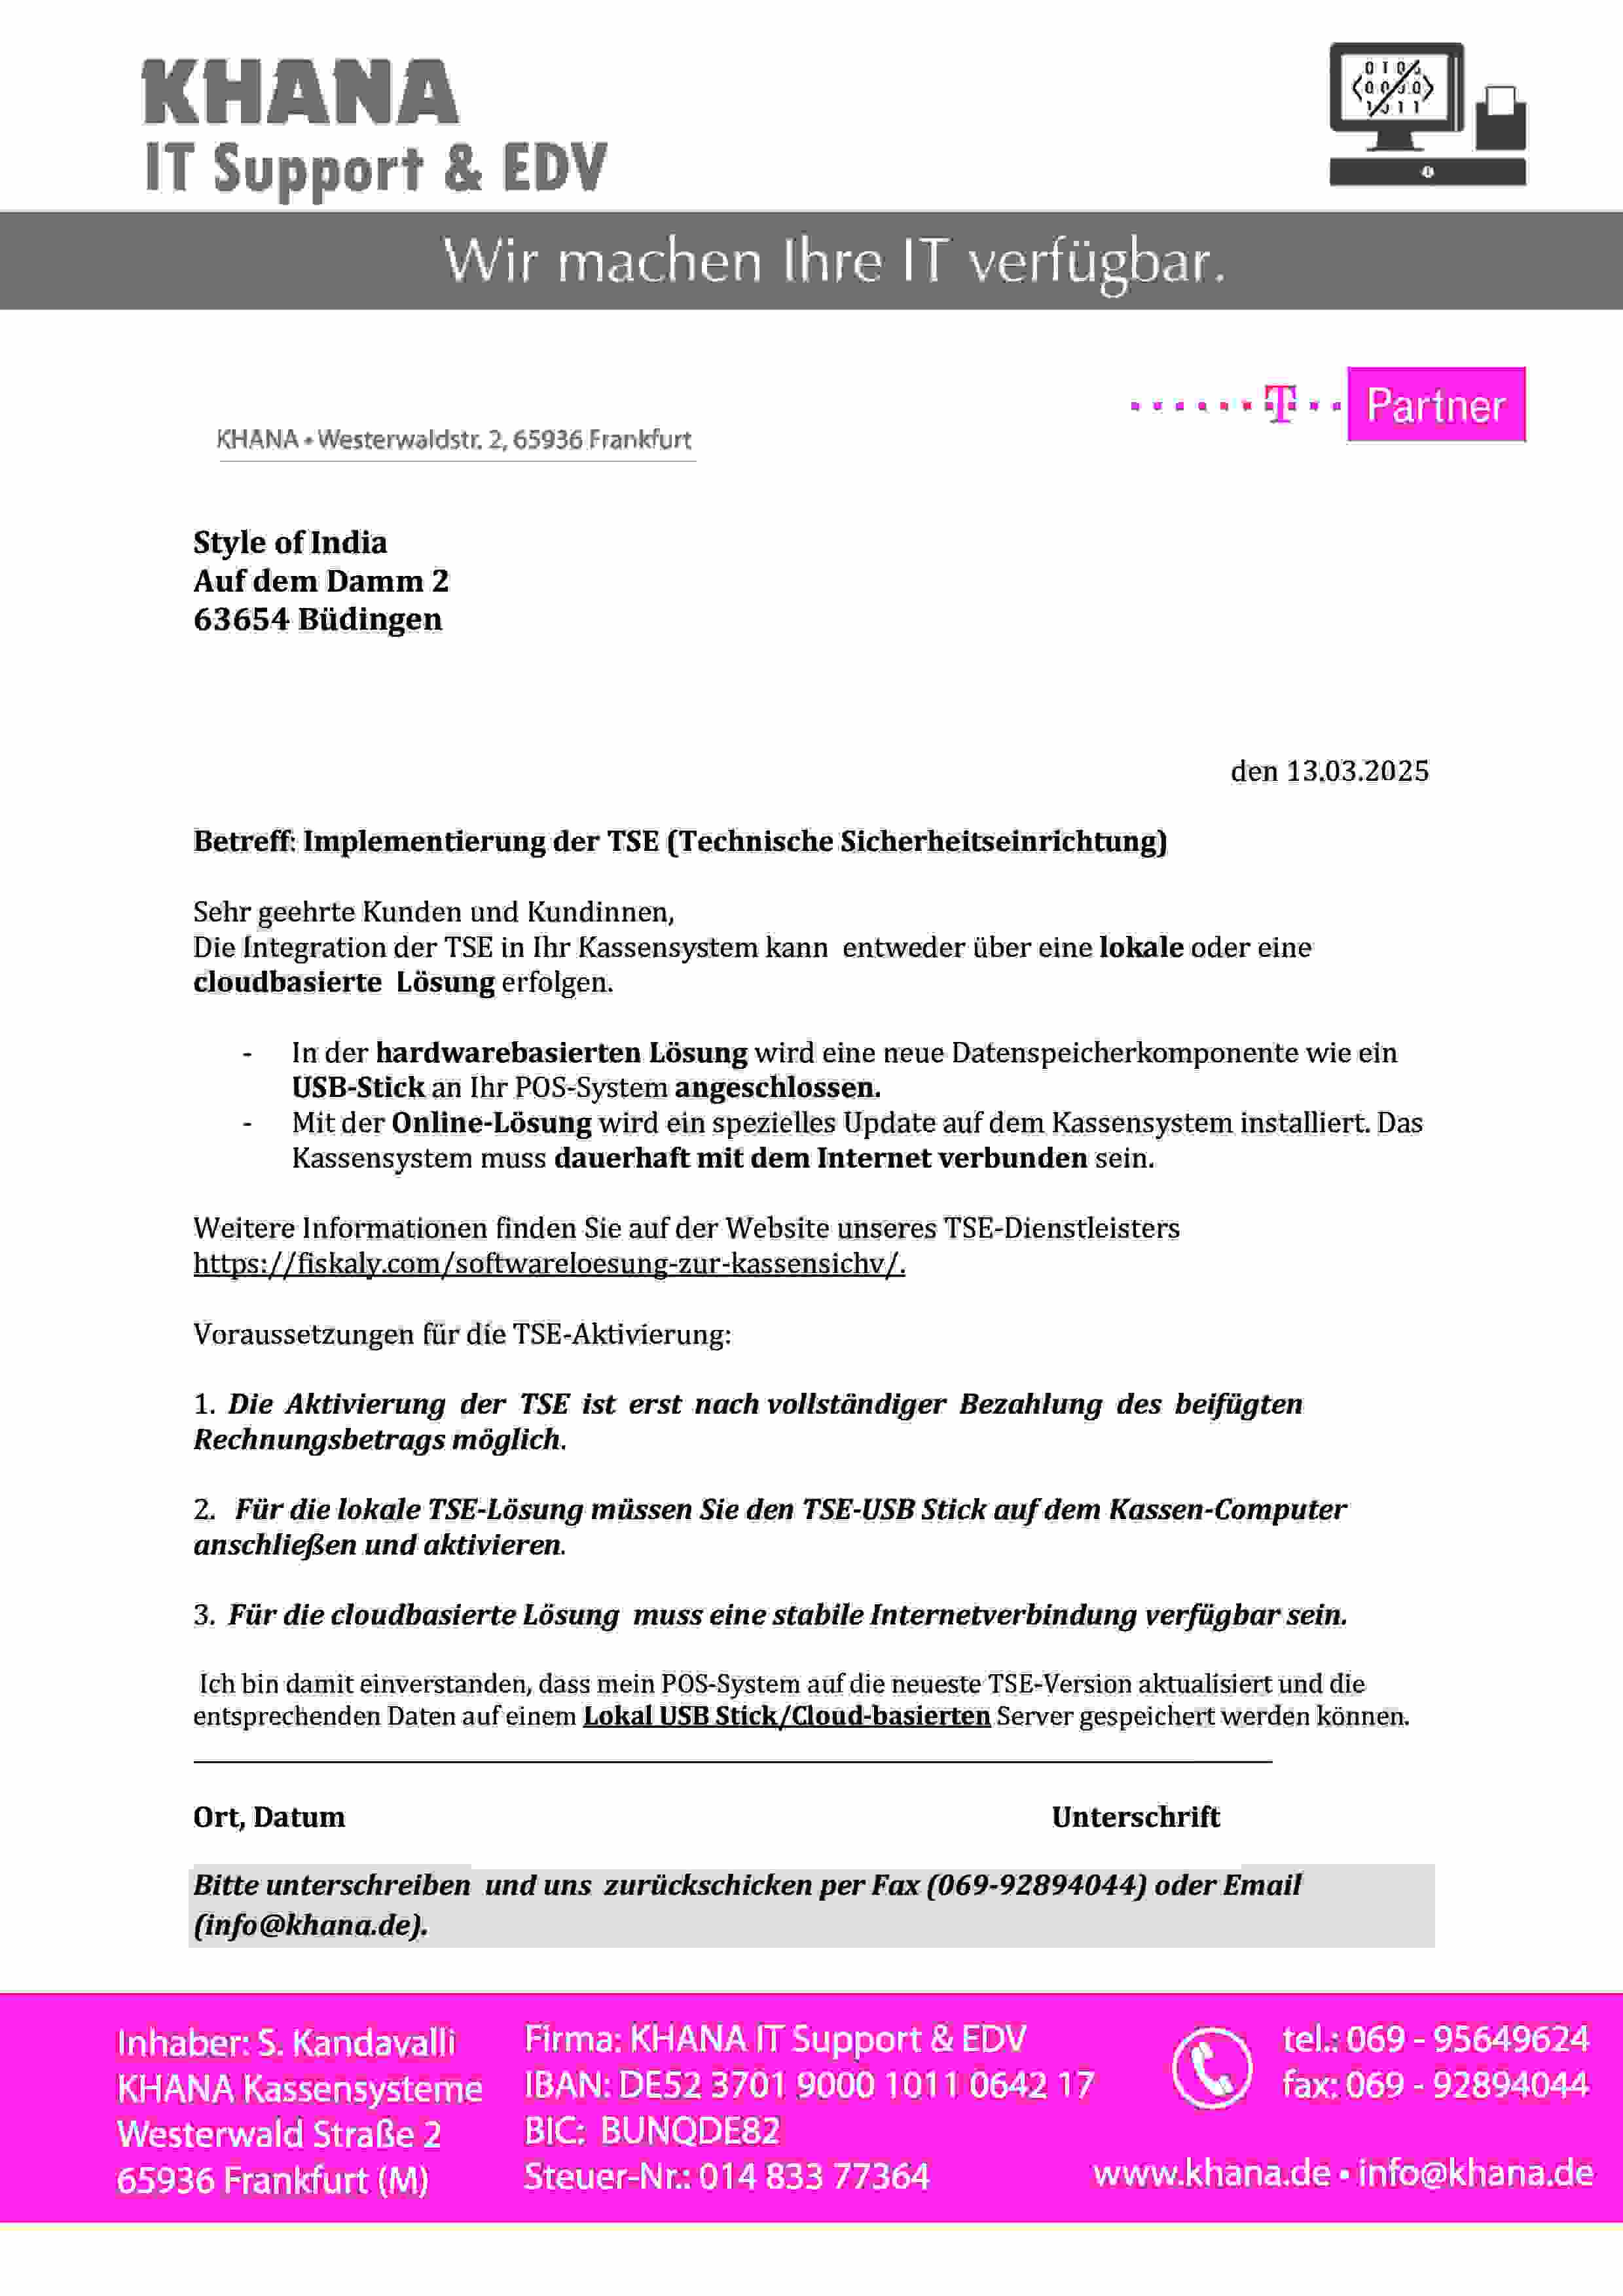 KHANA
IT Support & EDV
Wir machen Ihre IT verfügbar.
T Partner
KHANA • Westerwaldstr. 2, 65936 Frankfurt
Style of India
Auf dem Damm 2
63654 Büdingen
den 13.03.2025
Betreff: Implementierung der TSE (Technische Sicherheitseinrichtung)
Sehr geehrte Kunden und Kundinnen,
Die Integration der TSE in Ihr Kassensystem kann entweder über eine lokale oder eine
cloudbasierte Lösung erfolgen.
- In der hardwarebasierten Lösung wird eine neue Datenspeicherkomponente wie ein
USB-Stick an Ihr POS-System angeschlossen.
- Mit der Online-Lösung wird ein spezielles Update auf dem Kassensystem installiert. Das
Kassensystem muss dauerhaft mit dem Internet verbunden sein.
Weitere Informationen finden Sie auf der Website unseres TSE-Dienstleisters
https://fiskaly.com/softwareloesung-zur-kassensichv/.
Voraussetzungen für die TSE-Aktivierung:
1. Die Aktivierung der TSE ist erst nach vollständiger Bezahlung des beifügten
Rechnungsbetrags möglich.
2. Für die lokale TSE-Lösung müssen Sie den TSE-USB Stick auf dem Kassen-Computer
anschließen und aktivieren.
3. Für die cloudbasierte Lösung muss eine stabile Internetverbindung verfügbar sein.
Ich bin damit einverstanden, dass mein POS-System auf die neueste TSE-Version aktualisiert und die
entsprechenden Daten auf einem Lokal USB Stick/Cloud-basierten Server gespeichert werden können.
Ort, Datum Unterschrift
Bitte unterschreiben und uns zurückschicken per Fax (069-92894044) oder Email
(info@khana.de).
Inhaber: S. Kandavalli
KHANA Kassensysteme
Westerwald Straße 2
65936 Frankfurt (M)
Firma: KHANA IT Support & EDV
IBAN: DE52 3701 9000 1011 0642 17
BIC: BUNQDE82
Steuer-Nr.: 014 833 77364
tel.: 069 - 95649624
fax: 069 - 92894044
www.khana.de • info@khana.de